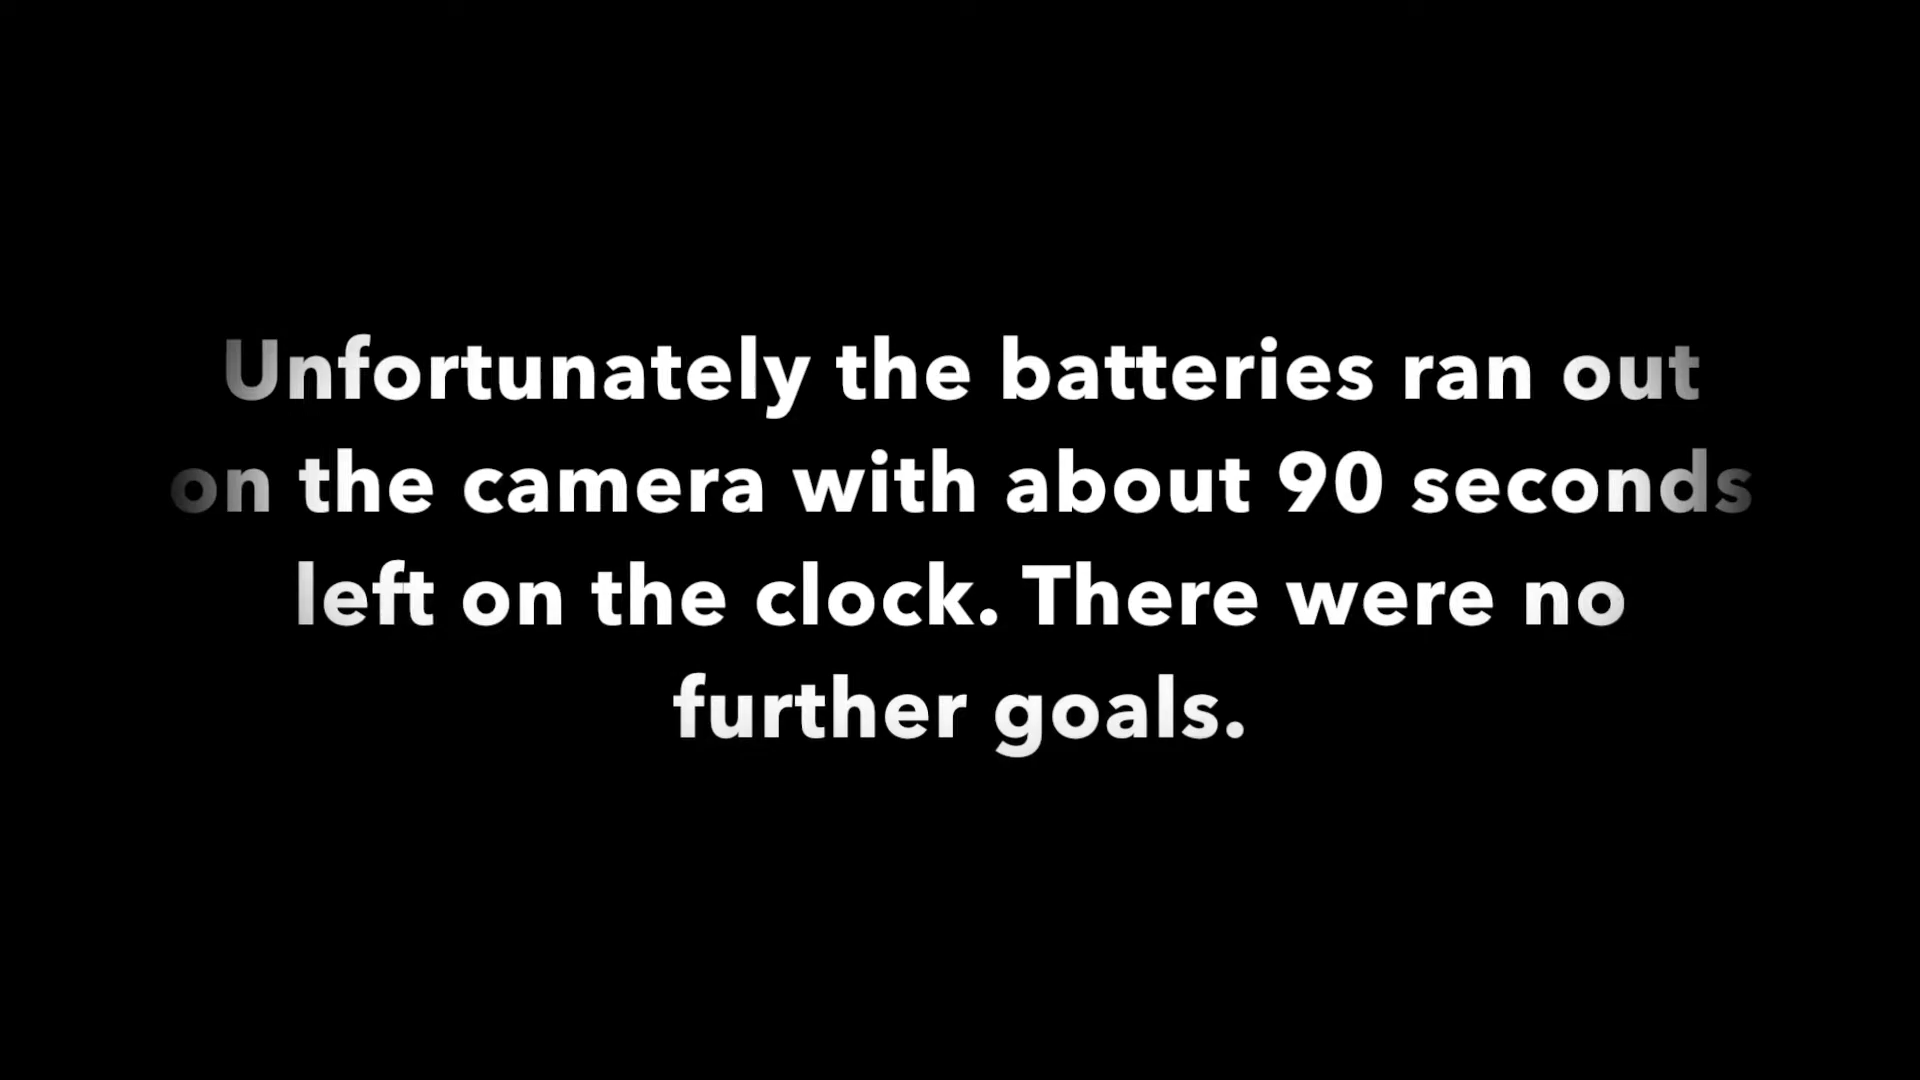 Unfortunately the batteries ran out
on the camera with about 90 seconds
left on the clock. There were no
further goals.